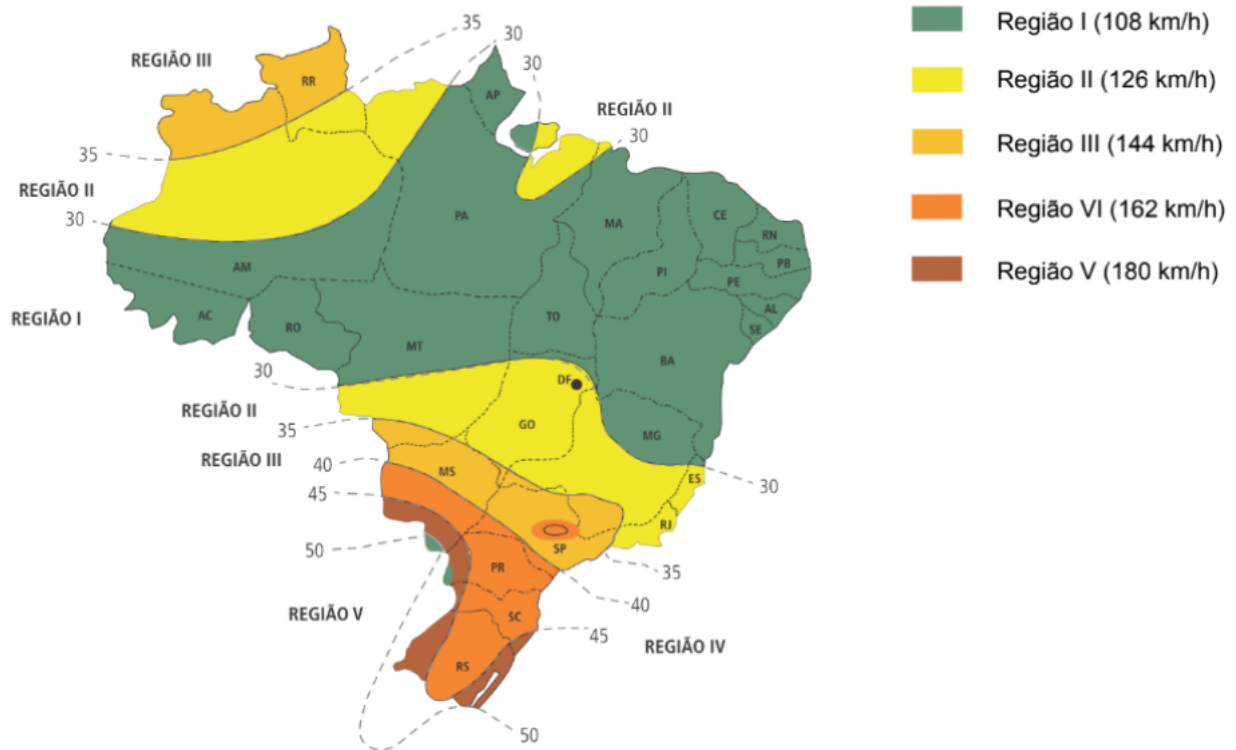 35
30
Região I (108 km/h)
REGIÃO III
30
RR
Região II (126 km/h)
AP
REGIÃO II
30
Região III (144 km/h)
35
REGIÃO II
30
PA
MA
CE
RN
PB
PI
PE
AL
SE
Região VI (162 km/h)
AM
Região V (180 km/h)
REGIÃO I
AC
RO
TO
MT
BA
30
DF
REGIÃO II
GO
MG
35
REGIÃO III
40
MS
ES
30
45
RJ
50
SP
PR
35
40
REGIÃO V
SC
45
REGIÃO IV
RS
50